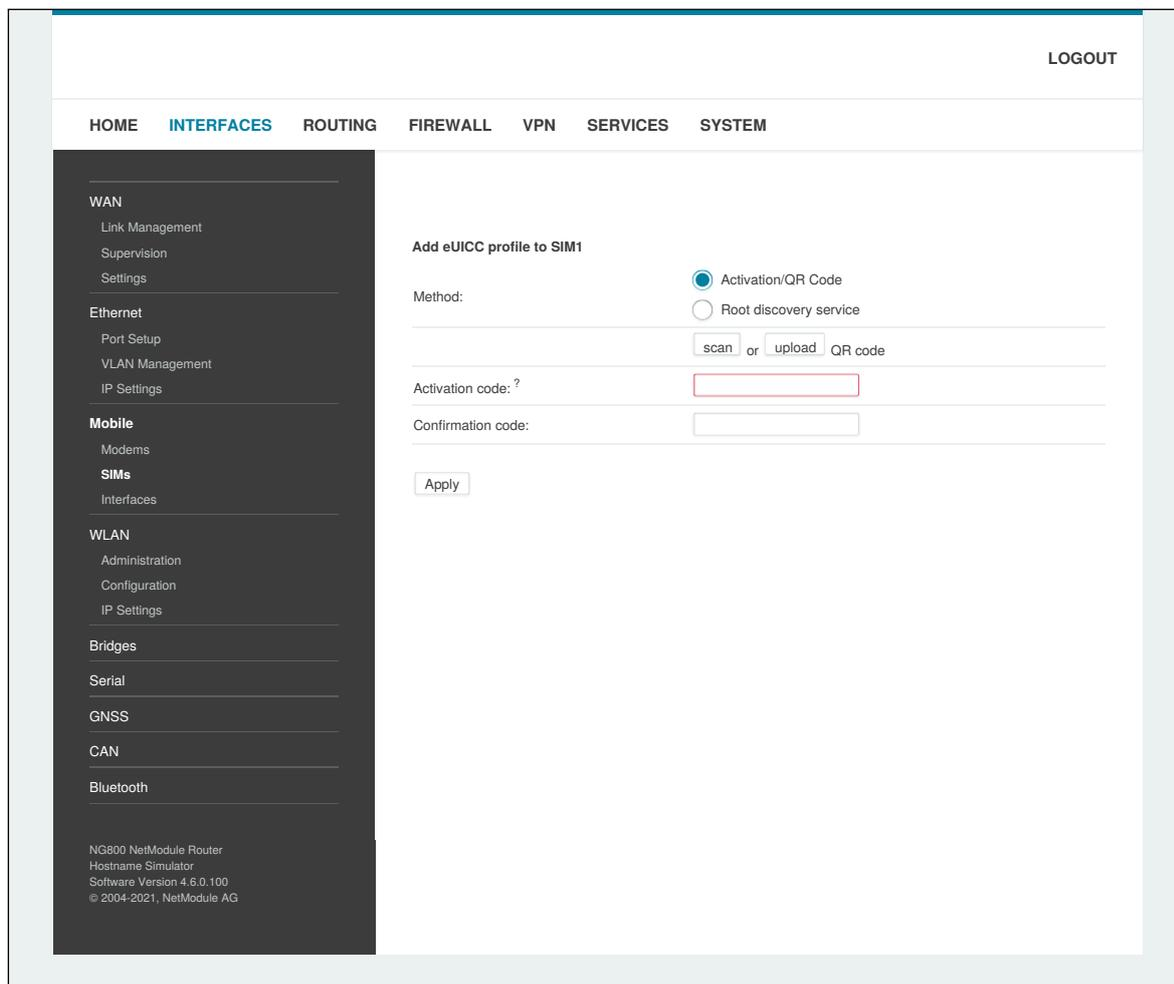 LOGOUT
HOME INTERFACES ROUTING FIREWALL VPN SERVICES SYSTEM
WAN
Link Management
Supervision
Settings
Ethernet
Port Setup
VLAN Management
IP Settings
Mobile
Modems
SIMs
Interfaces
WLAN
Administration
Configuration
IP Settings
Bridges
Serial
GNSS
CAN
Bluetooth
NG800 NetModule Router
Hostname Simulator
Software Version 4.6.0.100
© 2004-2021, NetModule AG
Add eUICC profile to SIM1
Method:
Activation/QR Code
Root discovery service
scan or upload QR code
Activation code: ?
Confirmation code:
Apply